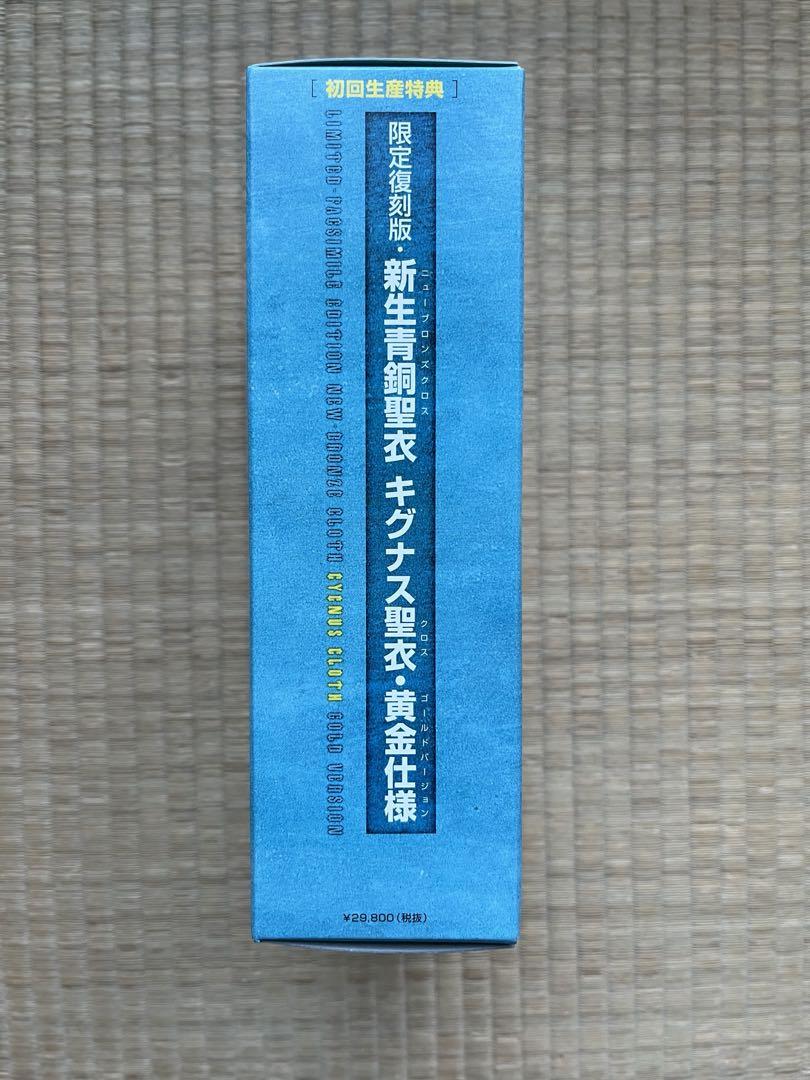 [ 初回生産特典 ]
限定復刻版・新生青銅聖衣 キグナス聖衣・黄金仕様
ニューブロンズクロス
クロス
ゴールドバージョン
LIMITED-FACSIMILE EDITION NEW-BRONZE CLOTH CYGNUS CLOTH GOLD VERSION
¥29,800(税抜)